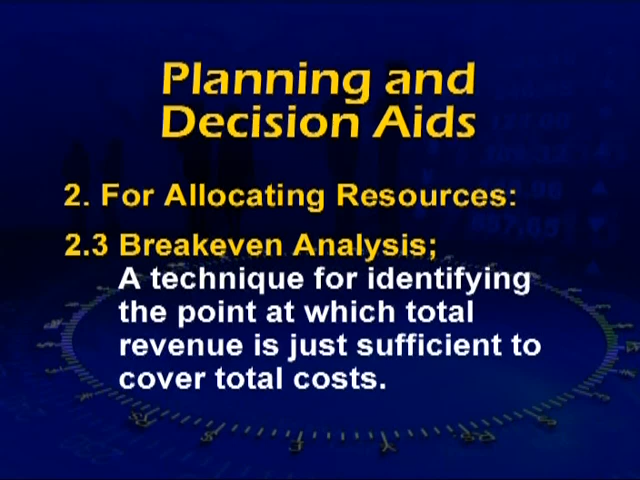 Planning and
Decision Aids
2. For Allocating Resources:
2.3 Breakeven Analysis;
A technique for identifying
the point at which total
revenue is just sufficient to
cover total costs.